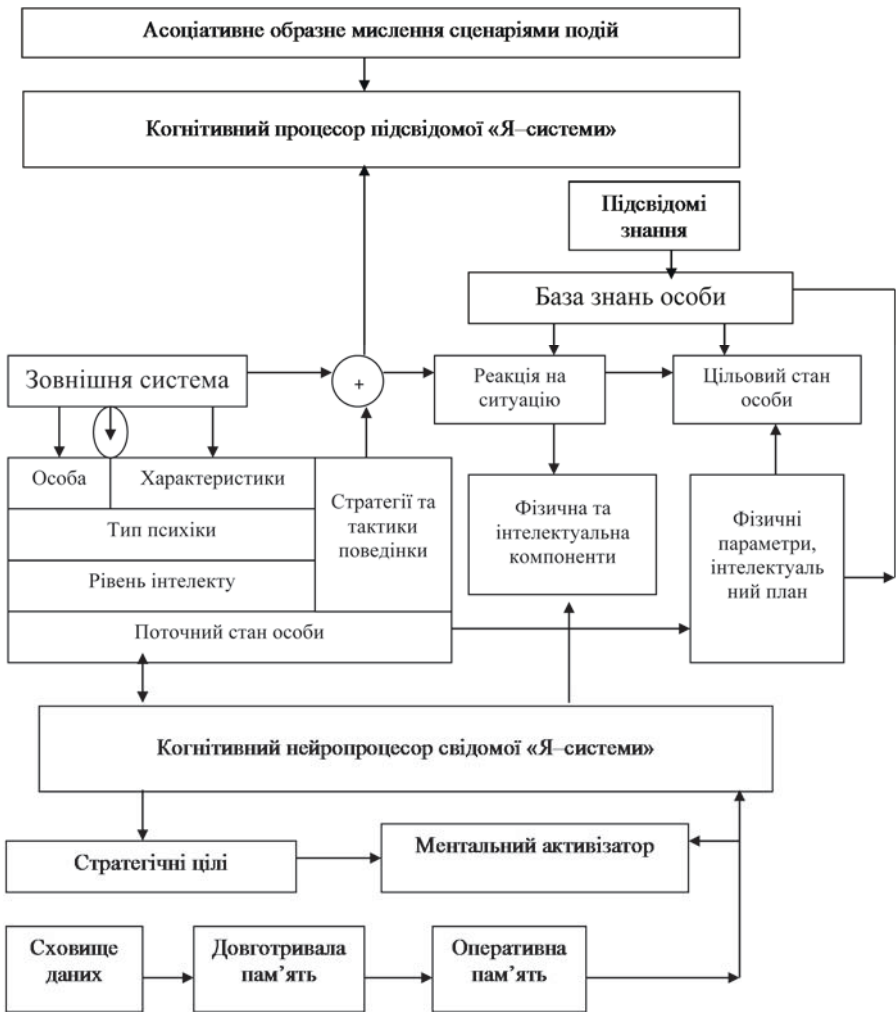 Асоціативне образне мислення сценаріями подій
Когнитивний процесор підсвідомої «Я–системи»
Підсвідомі
знання
База знань особи
Зовнішня система
+
Реакція на
ситуацію
Цільовий стан
особи
Особа
Характеристики
Стратегії та
тактики
поведінки
Тип психіки
Рівень інтелекту
Поточний стан особи
Фізична та
інтелектуальна
компоненти
Фізичні
параметри,
інтелектуаль
ний план
Когнітивний нейропроцесор свідомої «Я–системи»
Стратегічні цілі
Ментальний активізатор
Сховище
даних
Довготривала
пам’ять
Оперативна
пам’ять